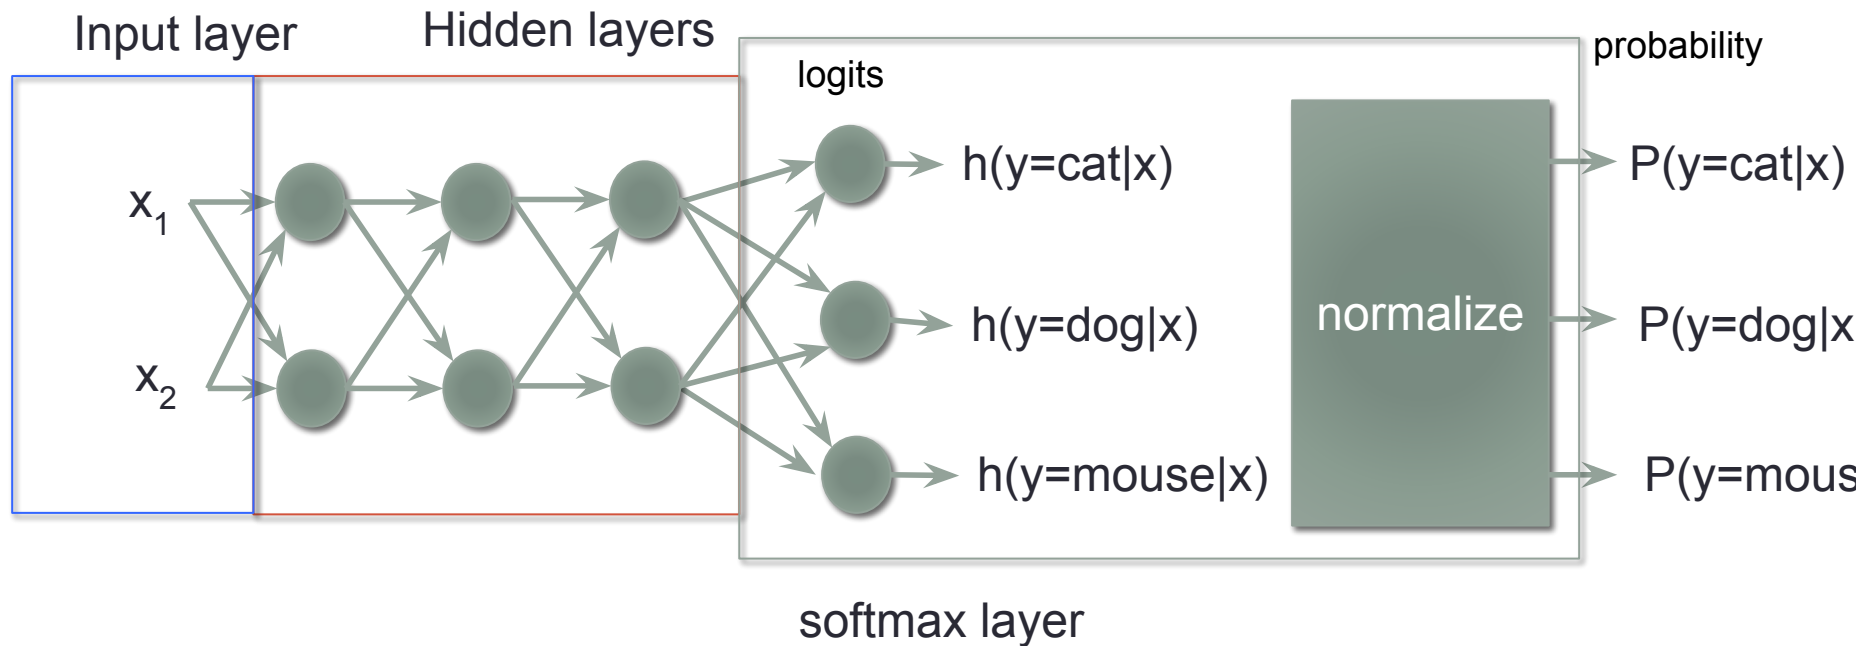 Input layer
Hidden layers
probability
logits
x1
x2
h(y=cat|x)
h(y=dog|x)
h(y=mouse|x)
normalize
P(y=cat|x)
P(y=dog|x
P(y=mous
softmax layer